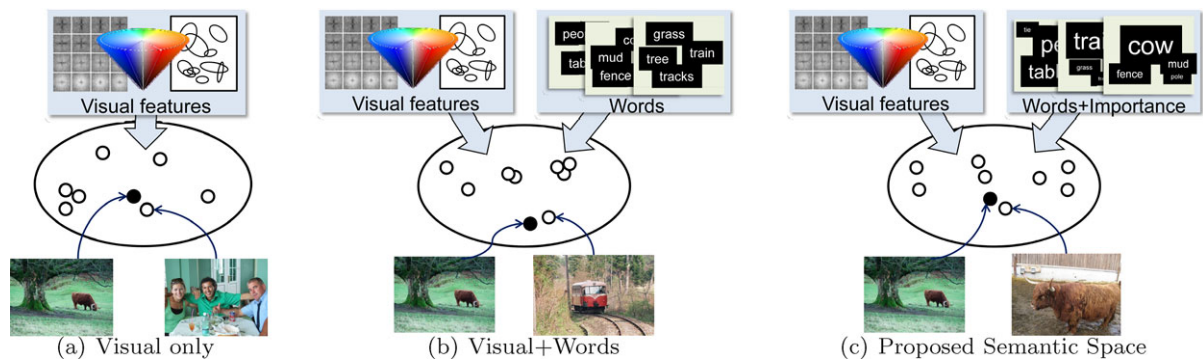 peo
tab
mud
fence
co
grass
tree
train
tracks
tie
pe
tabl
trai
grass
cow
fence
mud
pole
Visual features
Visual features
Words
Visual features
Words+Importance
(a) Visual only
(b) Visual+Words
(c) Proposed Semantic Space